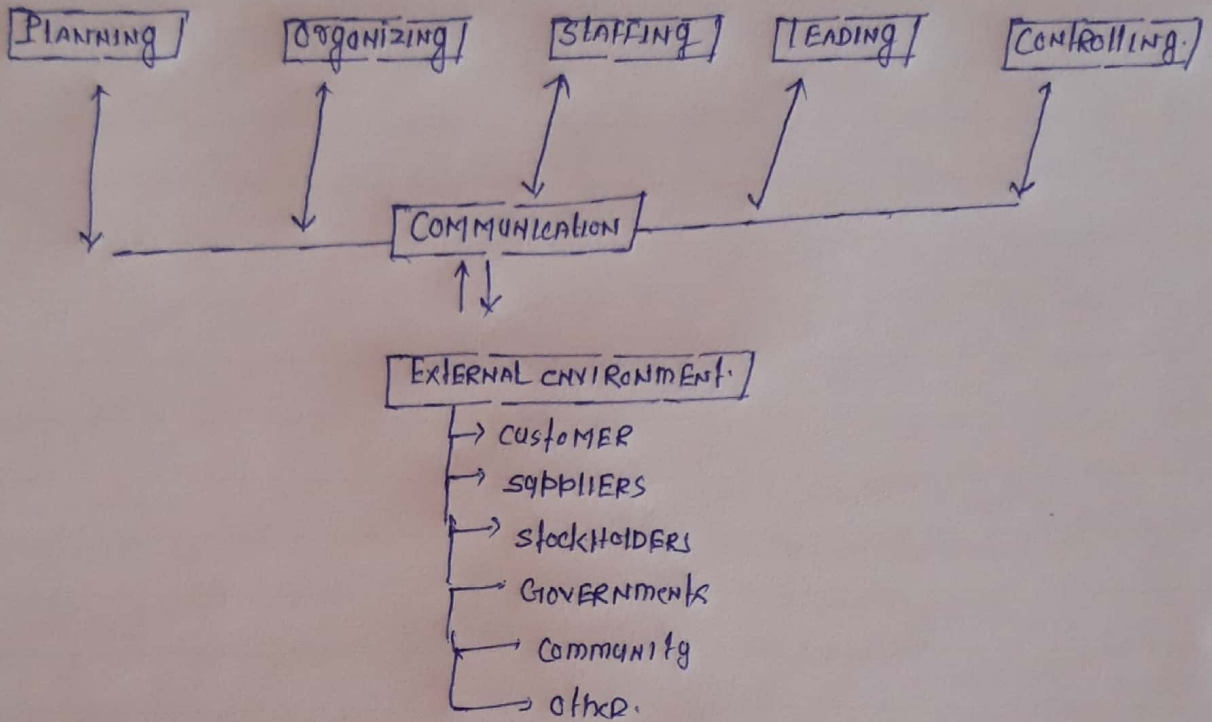 PLANNING Organizing STAFFING LEADING CONTROLLING.
COMMUNICATION
EXTERNAL ENVIRONMENT.
CUSTOMER
SUPPLIERS
StockHOLDERS
GOVERNMENTS
Community
other.